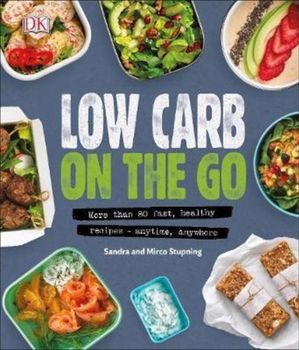 DK
LOW CARB
ON THE GO
More than 80 fast, healthy
recipes - anytime, anywhere
Sandra and Mirco Stupning